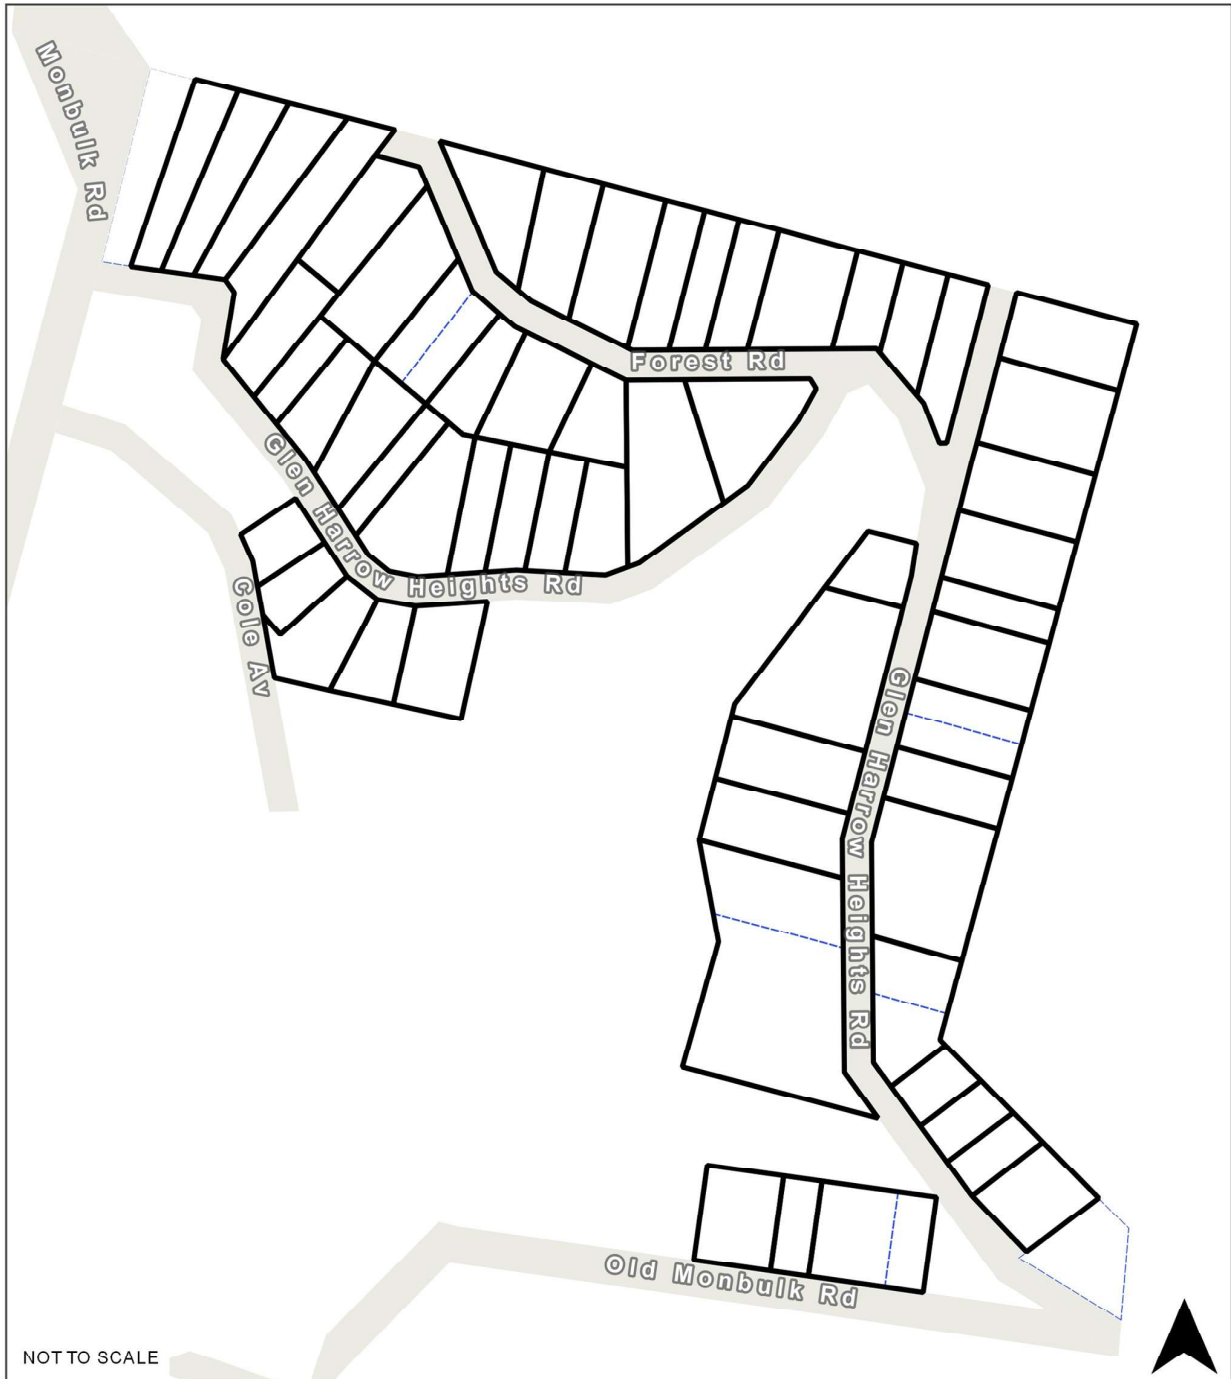 Monbulk Rd
Forest Rd
Glen Harrow Heights Rd
Cole Av
Glen Harrow Heights Rd
Old Monbulk Rd
NOT TO SCALE